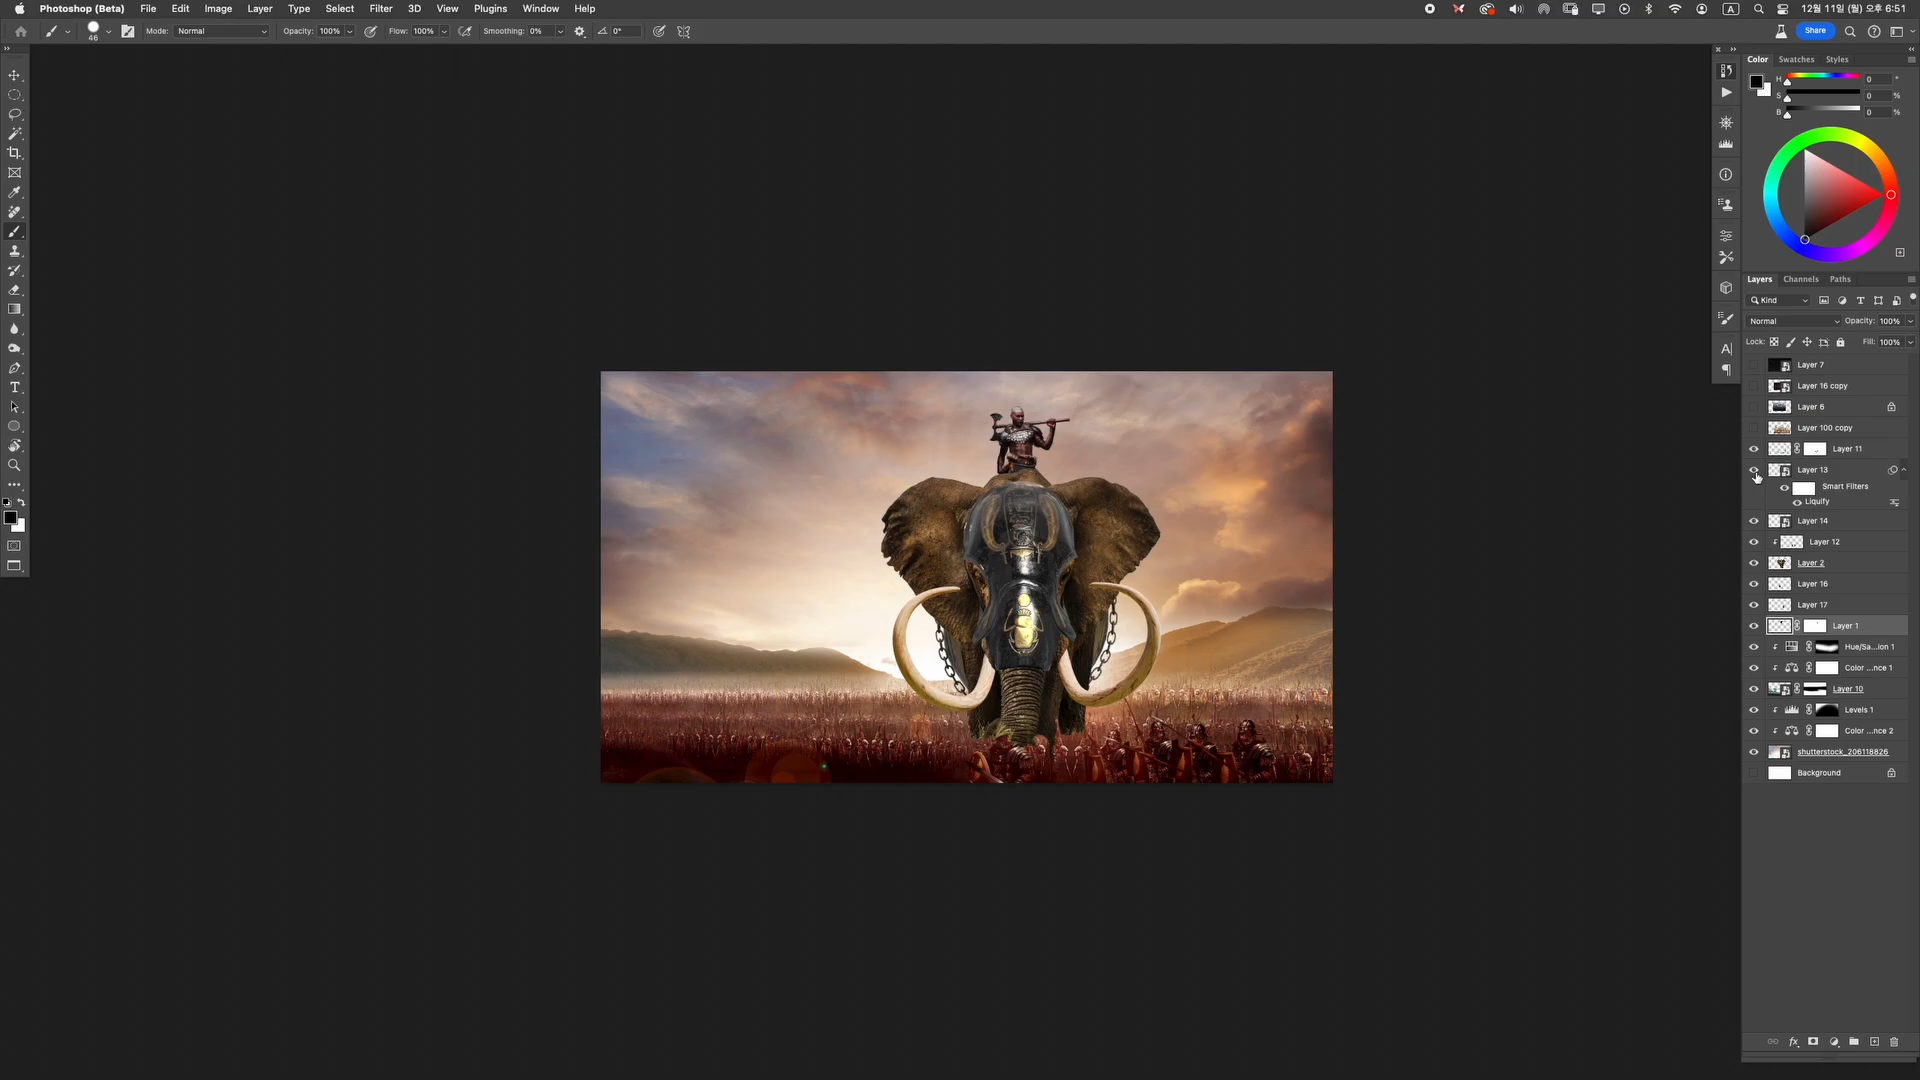 Photoshop (Beta) File Edit Image Layer Type Select Filter 3D View Plugins Window Help A 12월 11일 (월) 오후 6:51
46 Mode: Normal Opacity: 100% Flow: 100% Smoothing: 0% 0° Share
Color Swatches Styles
H 0 °
S 0 %
B 0 %
Layers Channels Paths
Kind
Normal Opacity: 100%
Lock: Fill: 100%
Layer 7
Layer 16 copy
Layer 6
Layer 100 copy
Layer 11
Layer 13
Smart Filters
Liquify
Layer 14
Layer 12
Layer 2
Layer 16
Layer 17
Layer 1
Hue/Sa...ion 1
Color ...nce 1
Layer 10
Levels 1
Color ...nce 2
shutterstock_206118826
Background